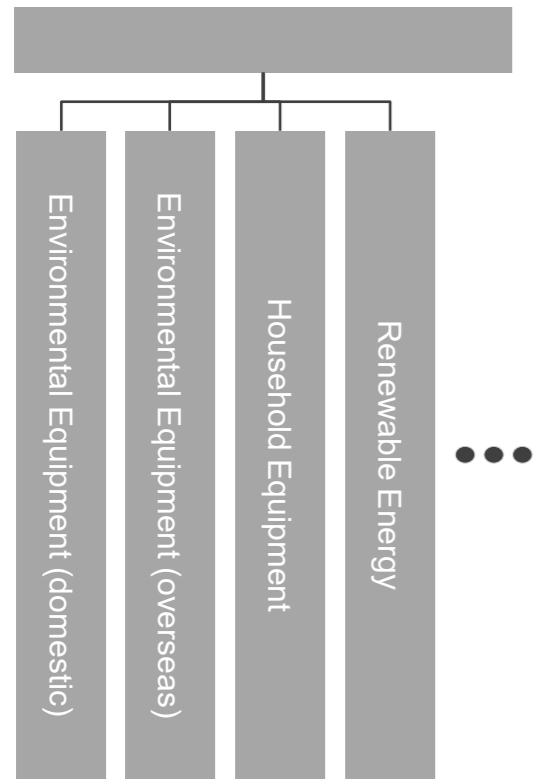 Environmental Equipment (domestic)
Environmental Equipment (overseas)
Household Equipment
Renewable Energy